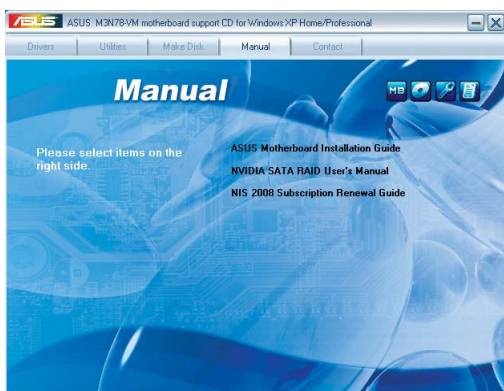 ASUS ASUS M3N78-VM motherboard support CD for Windows XP Home/Professional
Drivers Utilities Make Disk Manual Contact
Manual
MB
Please select items on the
right side.
ASUS Motherboard Installation Guide
NVIDIA SATA RAID User's Manual
NIS 2008 Subscription Renewal Guide